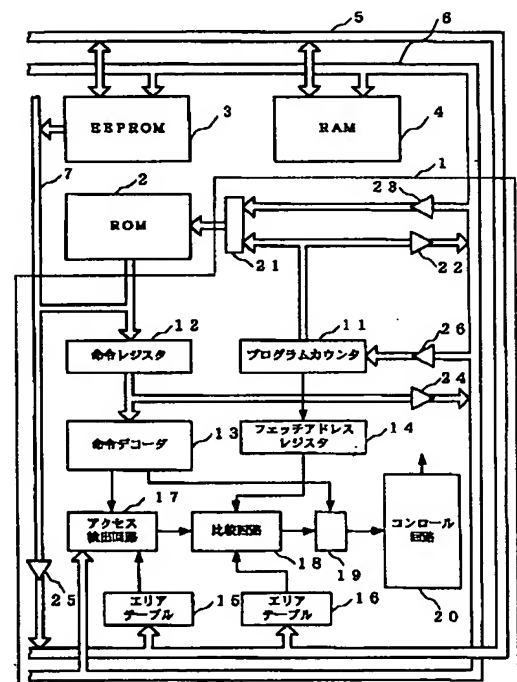 5
6
EEPROM
3
RAM
4
1
7
2
23
ROM
21
22
12
11
26
命令レジスタ
プログラムカウンタ
24
命令デコーダ
13
フェッチアドレス
レジスタ
14
17
アクセス
検出回路
比較回路
18
19
コントロール
回路
20
25
エリア
テーブル
15
エリア
テーブル
16